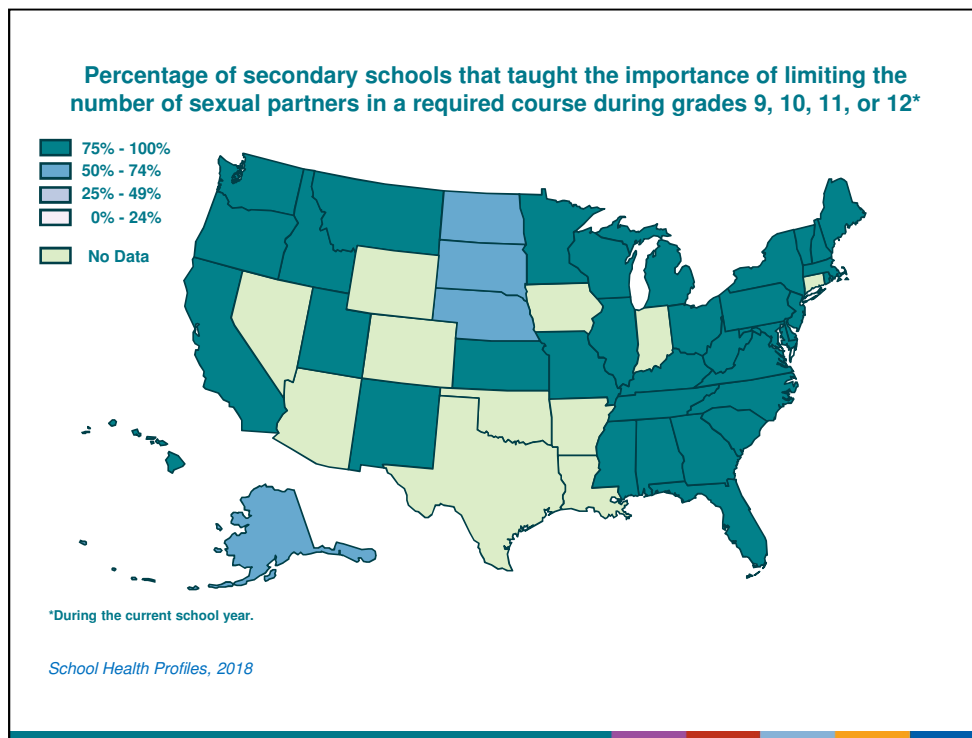 Percentage of secondary schools that taught the importance of limiting the
number of sexual partners in a required course during grades 9, 10, 11, or 12*
75% - 100%
50% - 74%
25% - 49%
0% - 24%
No Data
*During the current school year.
School Health Profiles, 2018